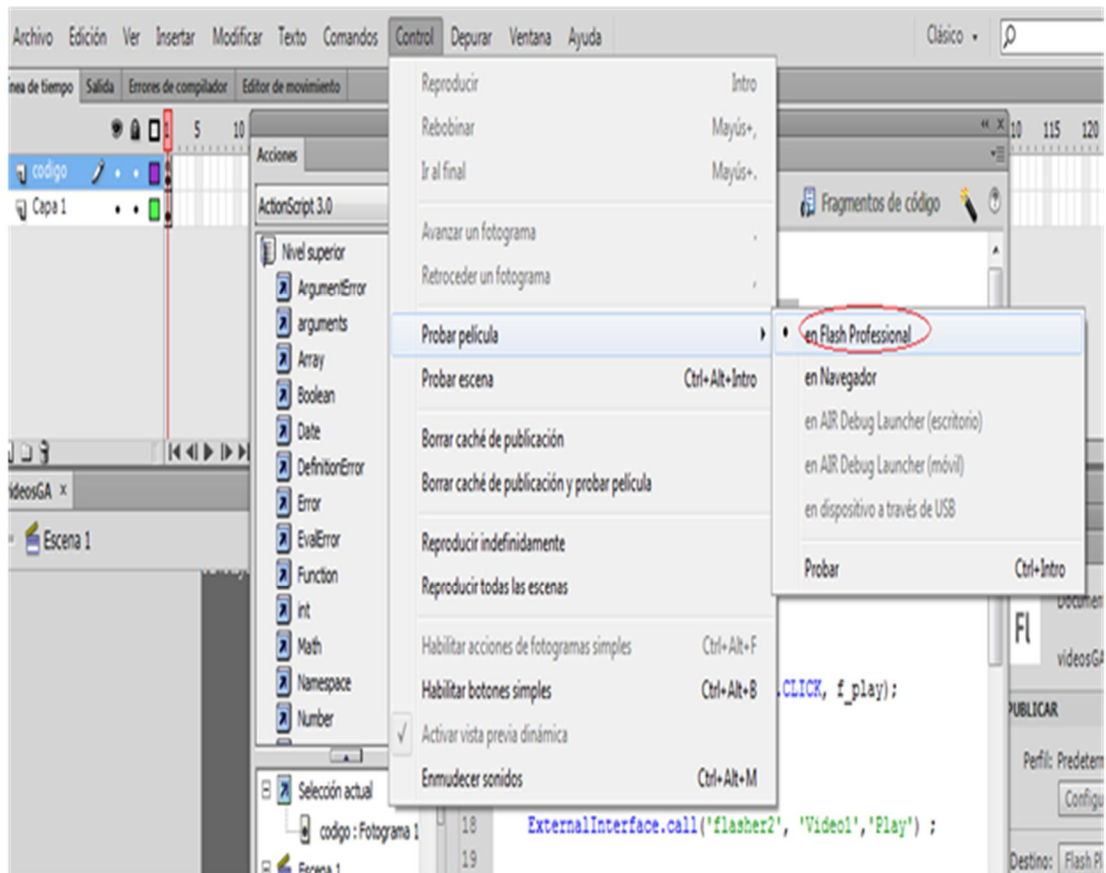 Archivo Edición Ver Insertar Modificar Texto Comandos Control Depurar Ventana Ayuda Clásico
de tiempo Salida Errores de compilador Editor de movimiento
1 5 10
10 115 120
codigo
Capa 1
Acciones
ActionScript 3.0
Fragmentos de código
Nivel superior
ArgumentError
arguments
Array
Boolean
Date
DefinitionError
Error
EvalError
Function
int
Math
Namespace
Number
Selección actual
codigo : Fotograma 1
Escena 1
Reproducir Intro
Rebobinar Mayús+,
Ir al final Mayús+.
Avanzar un fotograma .
Retroceder un fotograma ,
Probar película
Probar escena Ctrl+Alt+Intro
Borrar caché de publicación
Borrar caché de publicación y probar película
Reproducir indefinidamente
Reproducir todas las escenas
Habilitar acciones de fotogramas simples Ctrl+Alt+F
Habilitar botones simples Ctrl+Alt+B
Activar vista previa dinámica
Enmudecer sonidos Ctrl+Alt+M
en Flash Professional
en Navegador
en AIR Debug Launcher (escritorio)
en AIR Debug Launcher (móvil)
en dispositivo a través de USB
Probar Ctrl+Intro
ideosGA x
Escena 1
.CLICK, f_play);
18 ExternalInterface.call('flasher2', 'Video1','Play') ;
19
Fl
Documen
videosGA
PUBLICAR
Perfil: Predeterm
Configu
Destino: Flash Pl